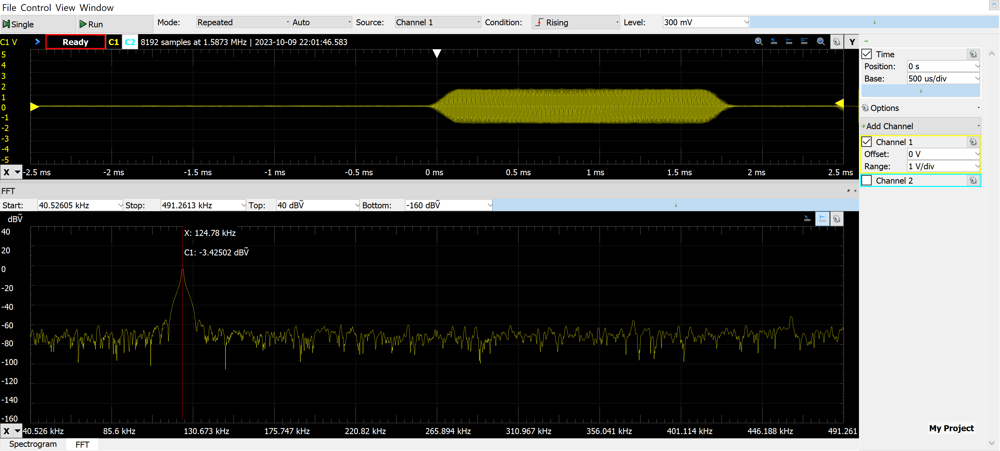 File Control View Window
Single Run Mode: Repeated Auto Source: Channel 1 Condition: Rising Level: 300 mV
C1 V Ready C1 C2 8192 samples at 1.5873 MHz | 2023-10-09 22:01:46.583 Y
5
4
3
2
1
0
-1
-2
-3
-4
-5
X -2.5 ms -2 ms -1.5 ms -1 ms -0.5 ms 0 ms 0.5 ms 1 ms 1.5 ms 2 ms 2.5 ms
Time
Position: 0 s
Base: 500 us/div
Options
Add Channel
Channel 1
Offset: 0 V
Range: 1 V/div
Channel 2
FFT
Start: 40.52605 kHz Stop: 491.2613 kHz Top: 40 dBṼ Bottom: -160 dBṼ
dBṼ
X: 124.78 kHz
C1: -3.42502 dBṼ
40
20
0
-20
-40
-60
-80
-100
-120
-140
-160
X 40.526 kHz 85.6 kHz 130.673 kHz 175.747 kHz 220.82 kHz 265.894 kHz 310.967 kHz 356.041 kHz 401.114 kHz 446.188 kHz 491.261
My Project
Spectrogram FFT